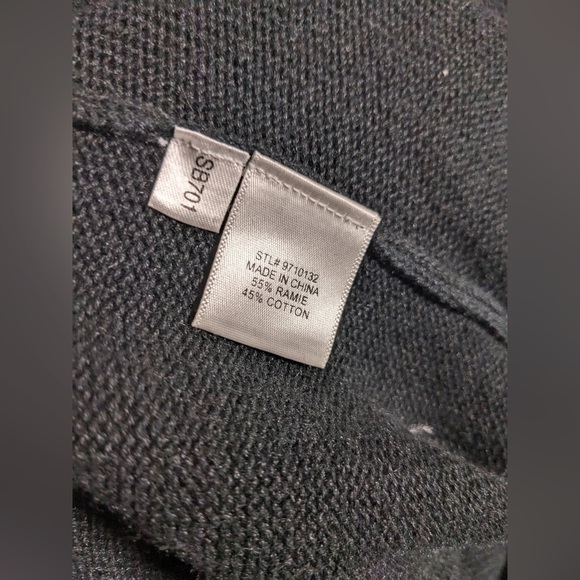 SB701
STL# 9710132
MADE IN CHINA
55% RAMIE
45% COTTON